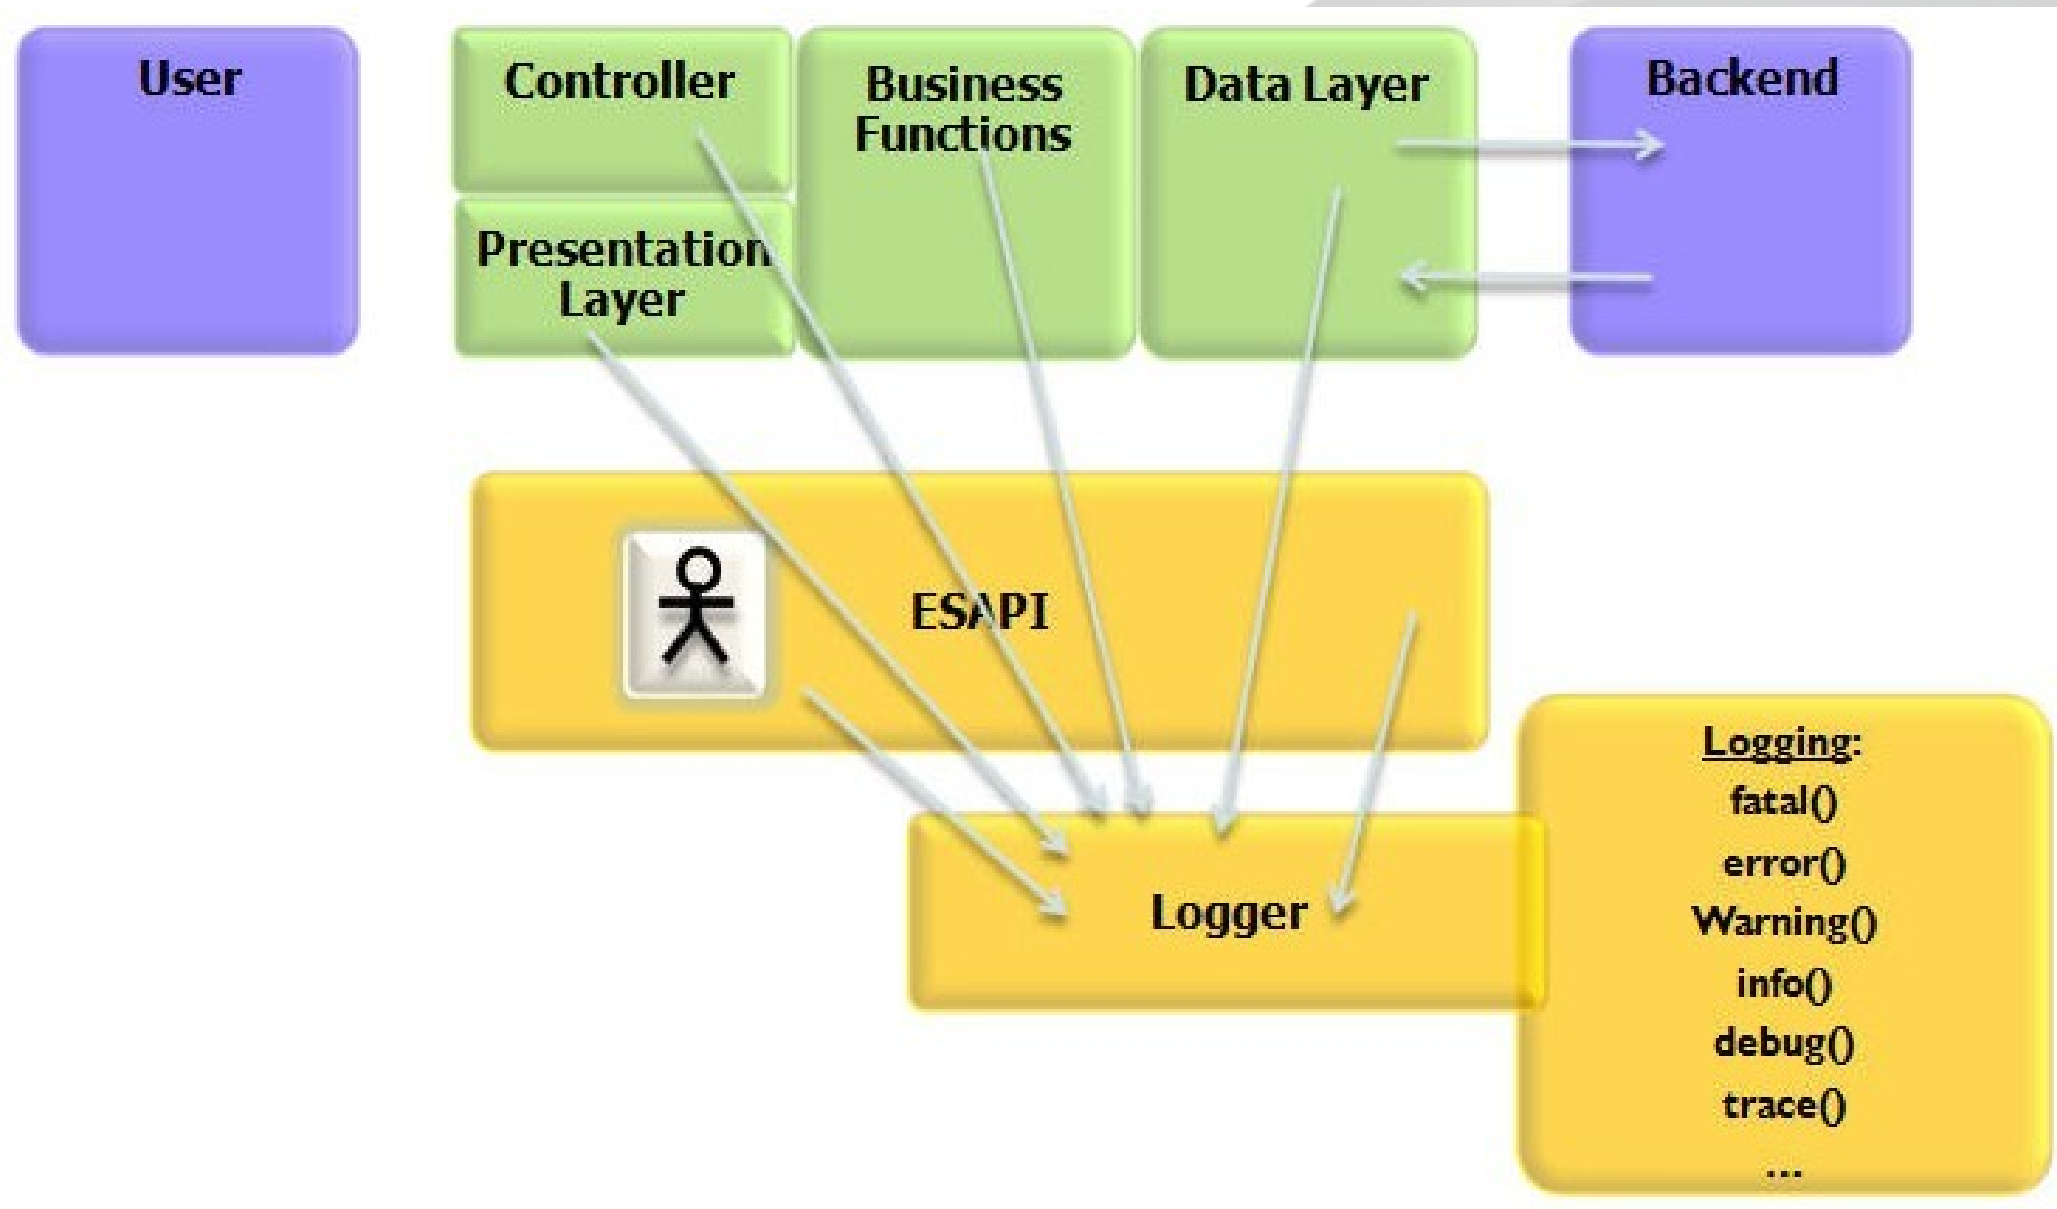 User
Controller
Business
Functions
Data Layer
Backend
Presentation
Layer
ESAPI
Logger
Logging:
fatal()
error()
Warning()
info()
debug()
trace()
...